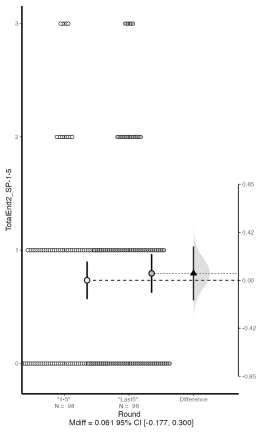 TotalEnd2_SP-1-5
3
2
1
0
0.85
0.42
0.00
-0.42
-0.85
"1-5"
N = 98
"Last5"
N = 98
Difference
Round
Mdiff = 0.061 95% CI [-0.177, 0.300]